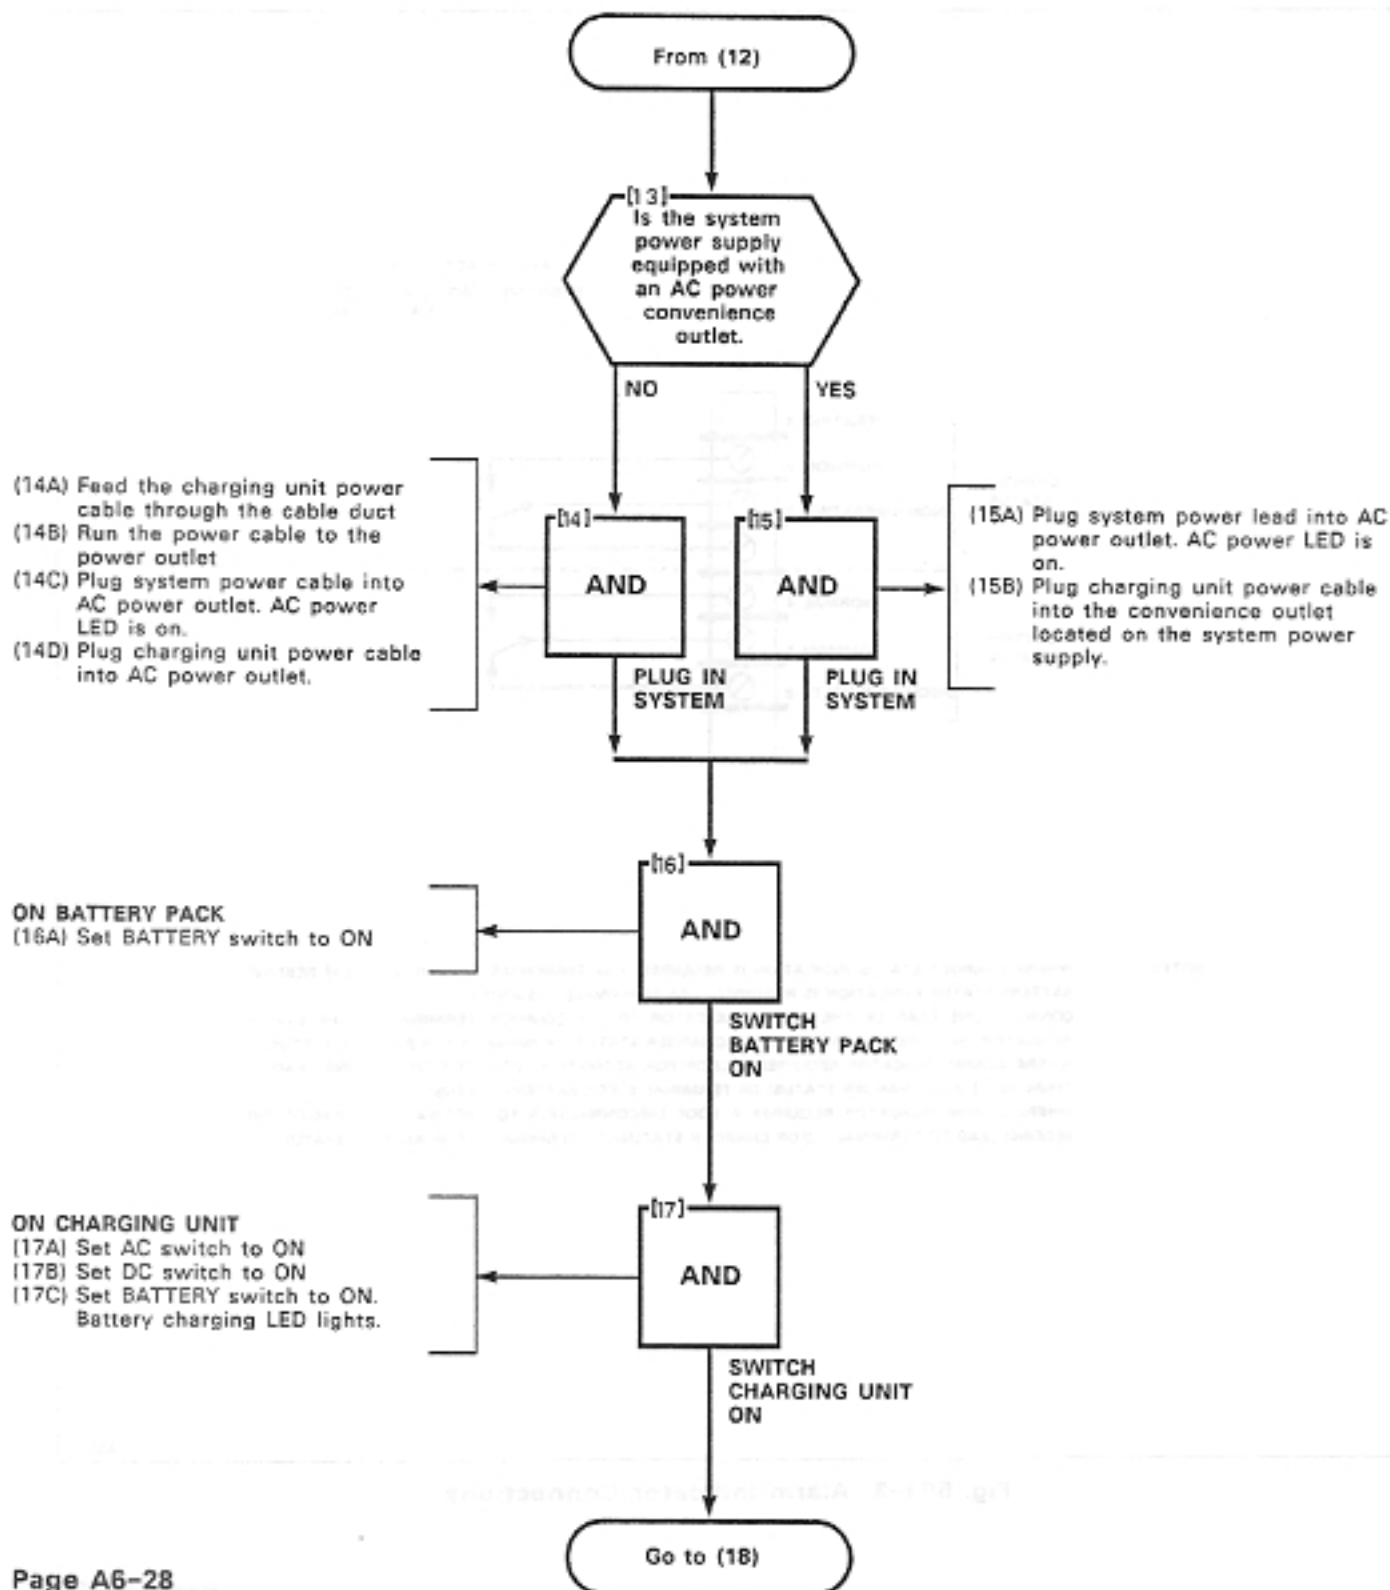 From (12)
[13]
Is the system
power supply
equipped with
an AC power
convenience
outlet.
NO
YES
(14A) Feed the charging unit power
cable through the cable duct
(14B) Run the power cable to the
power outlet
(14C) Plug system power cable into
AC power outlet. AC power
LED is on.
(14D) Plug charging unit power cable
into AC power outlet.
[14]
AND
PLUG IN
SYSTEM
[15]
AND
PLUG IN
SYSTEM
(15A) Plug system power lead into AC
power outlet. AC power LED is
on.
(15B) Plug charging unit power cable
into the convenience outlet
located on the system power
supply.
ON BATTERY PACK
(16A) Set BATTERY switch to ON
[16]
AND
SWITCH
BATTERY PACK
ON
ON CHARGING UNIT
(17A) Set AC switch to ON
(17B) Set DC switch to ON
(17C) Set BATTERY switch to ON.
Battery charging LED lights.
[17]
AND
SWITCH
CHARGING UNIT
ON
Go to (18)
Page A6-28